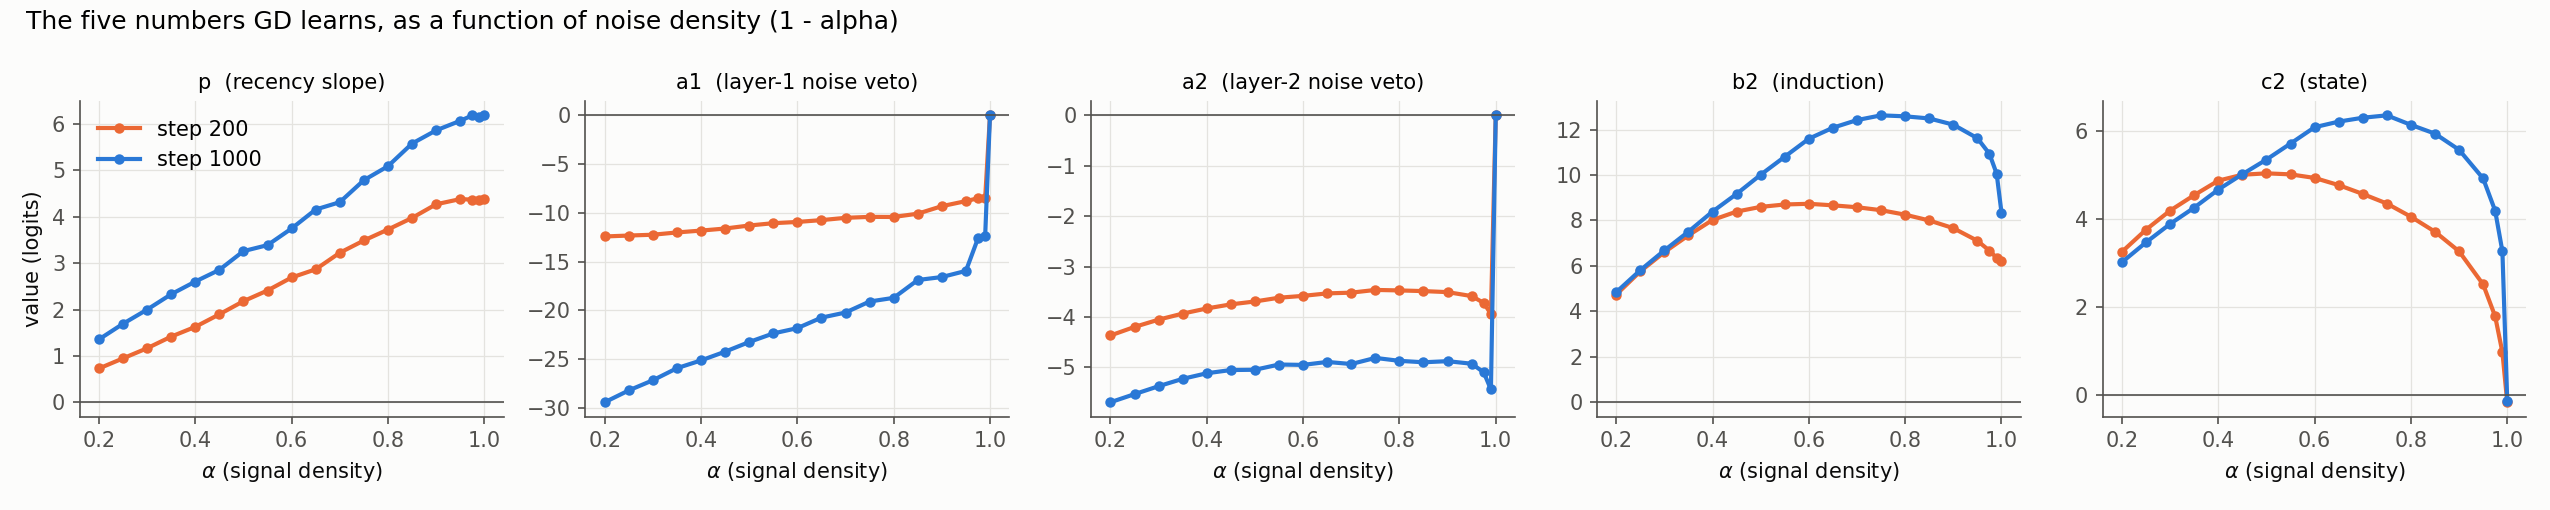 The five numbers GD learns, as a function of noise density (1 - alpha)
p (recency slope)
value (logits)
6
5
4
3
2
1
0
step 200
step 1000
0.2 0.4 0.6 0.8 1.0
α (signal density)
a1 (layer-1 noise veto)
0
−5
−10
−15
−20
−25
−30
0.2 0.4 0.6 0.8 1.0
α (signal density)
a2 (layer-2 noise veto)
0
−1
−2
−3
−4
−5
0.2 0.4 0.6 0.8 1.0
α (signal density)
b2 (induction)
12
10
8
6
4
2
0
0.2 0.4 0.6 0.8 1.0
α (signal density)
c2 (state)
6
4
2
0
0.2 0.4 0.6 0.8 1.0
α (signal density)